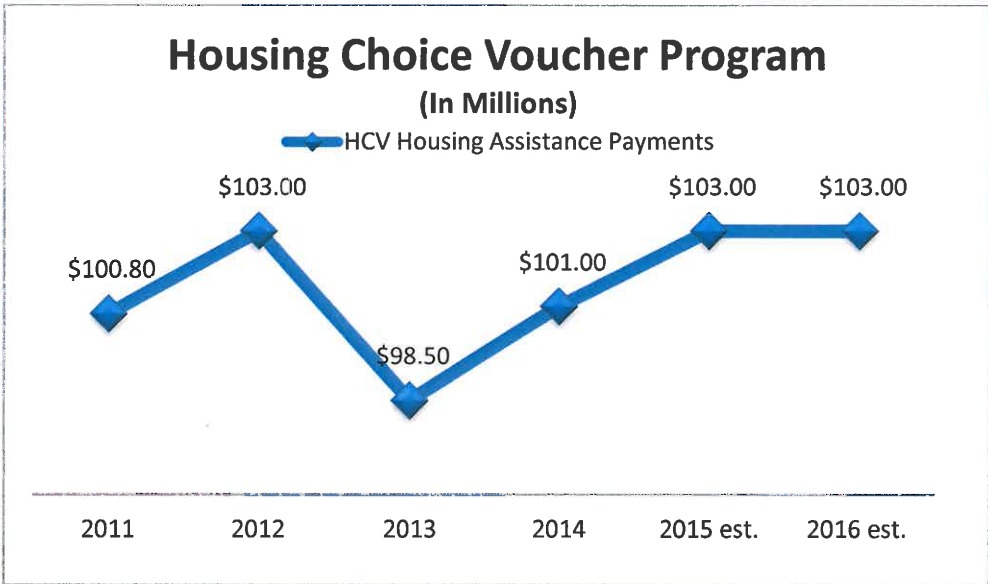 Housing Choice Voucher Program
(In Millions)
HCV Housing Assistance Payments
$103.00 $103.00 $103.00
$100.80 $101.00
$98.50
2011 2012 2013 2014 2015 est. 2016 est.